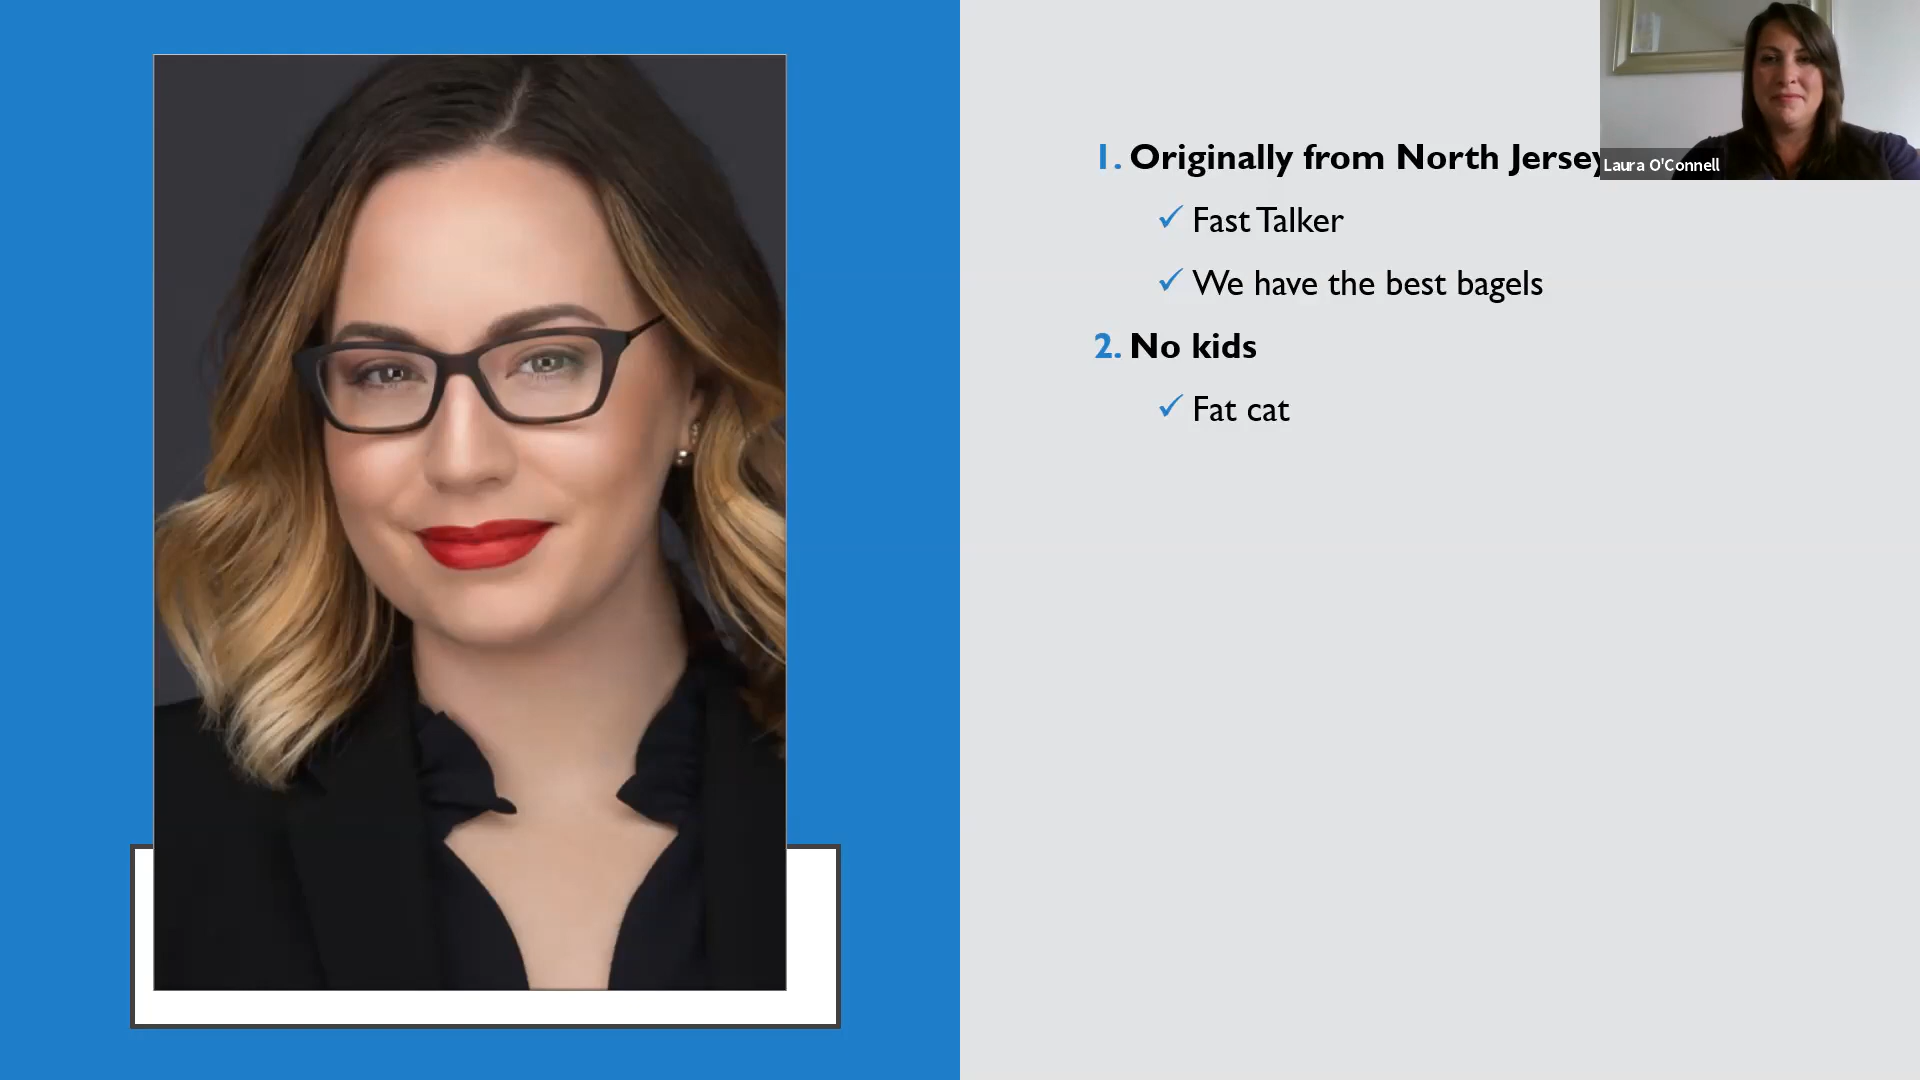 1. Originally from North Jersey
✓ Fast Talker
✓ We have the best bagels
2. No kids
✓ Fat cat
Laura O'Connell